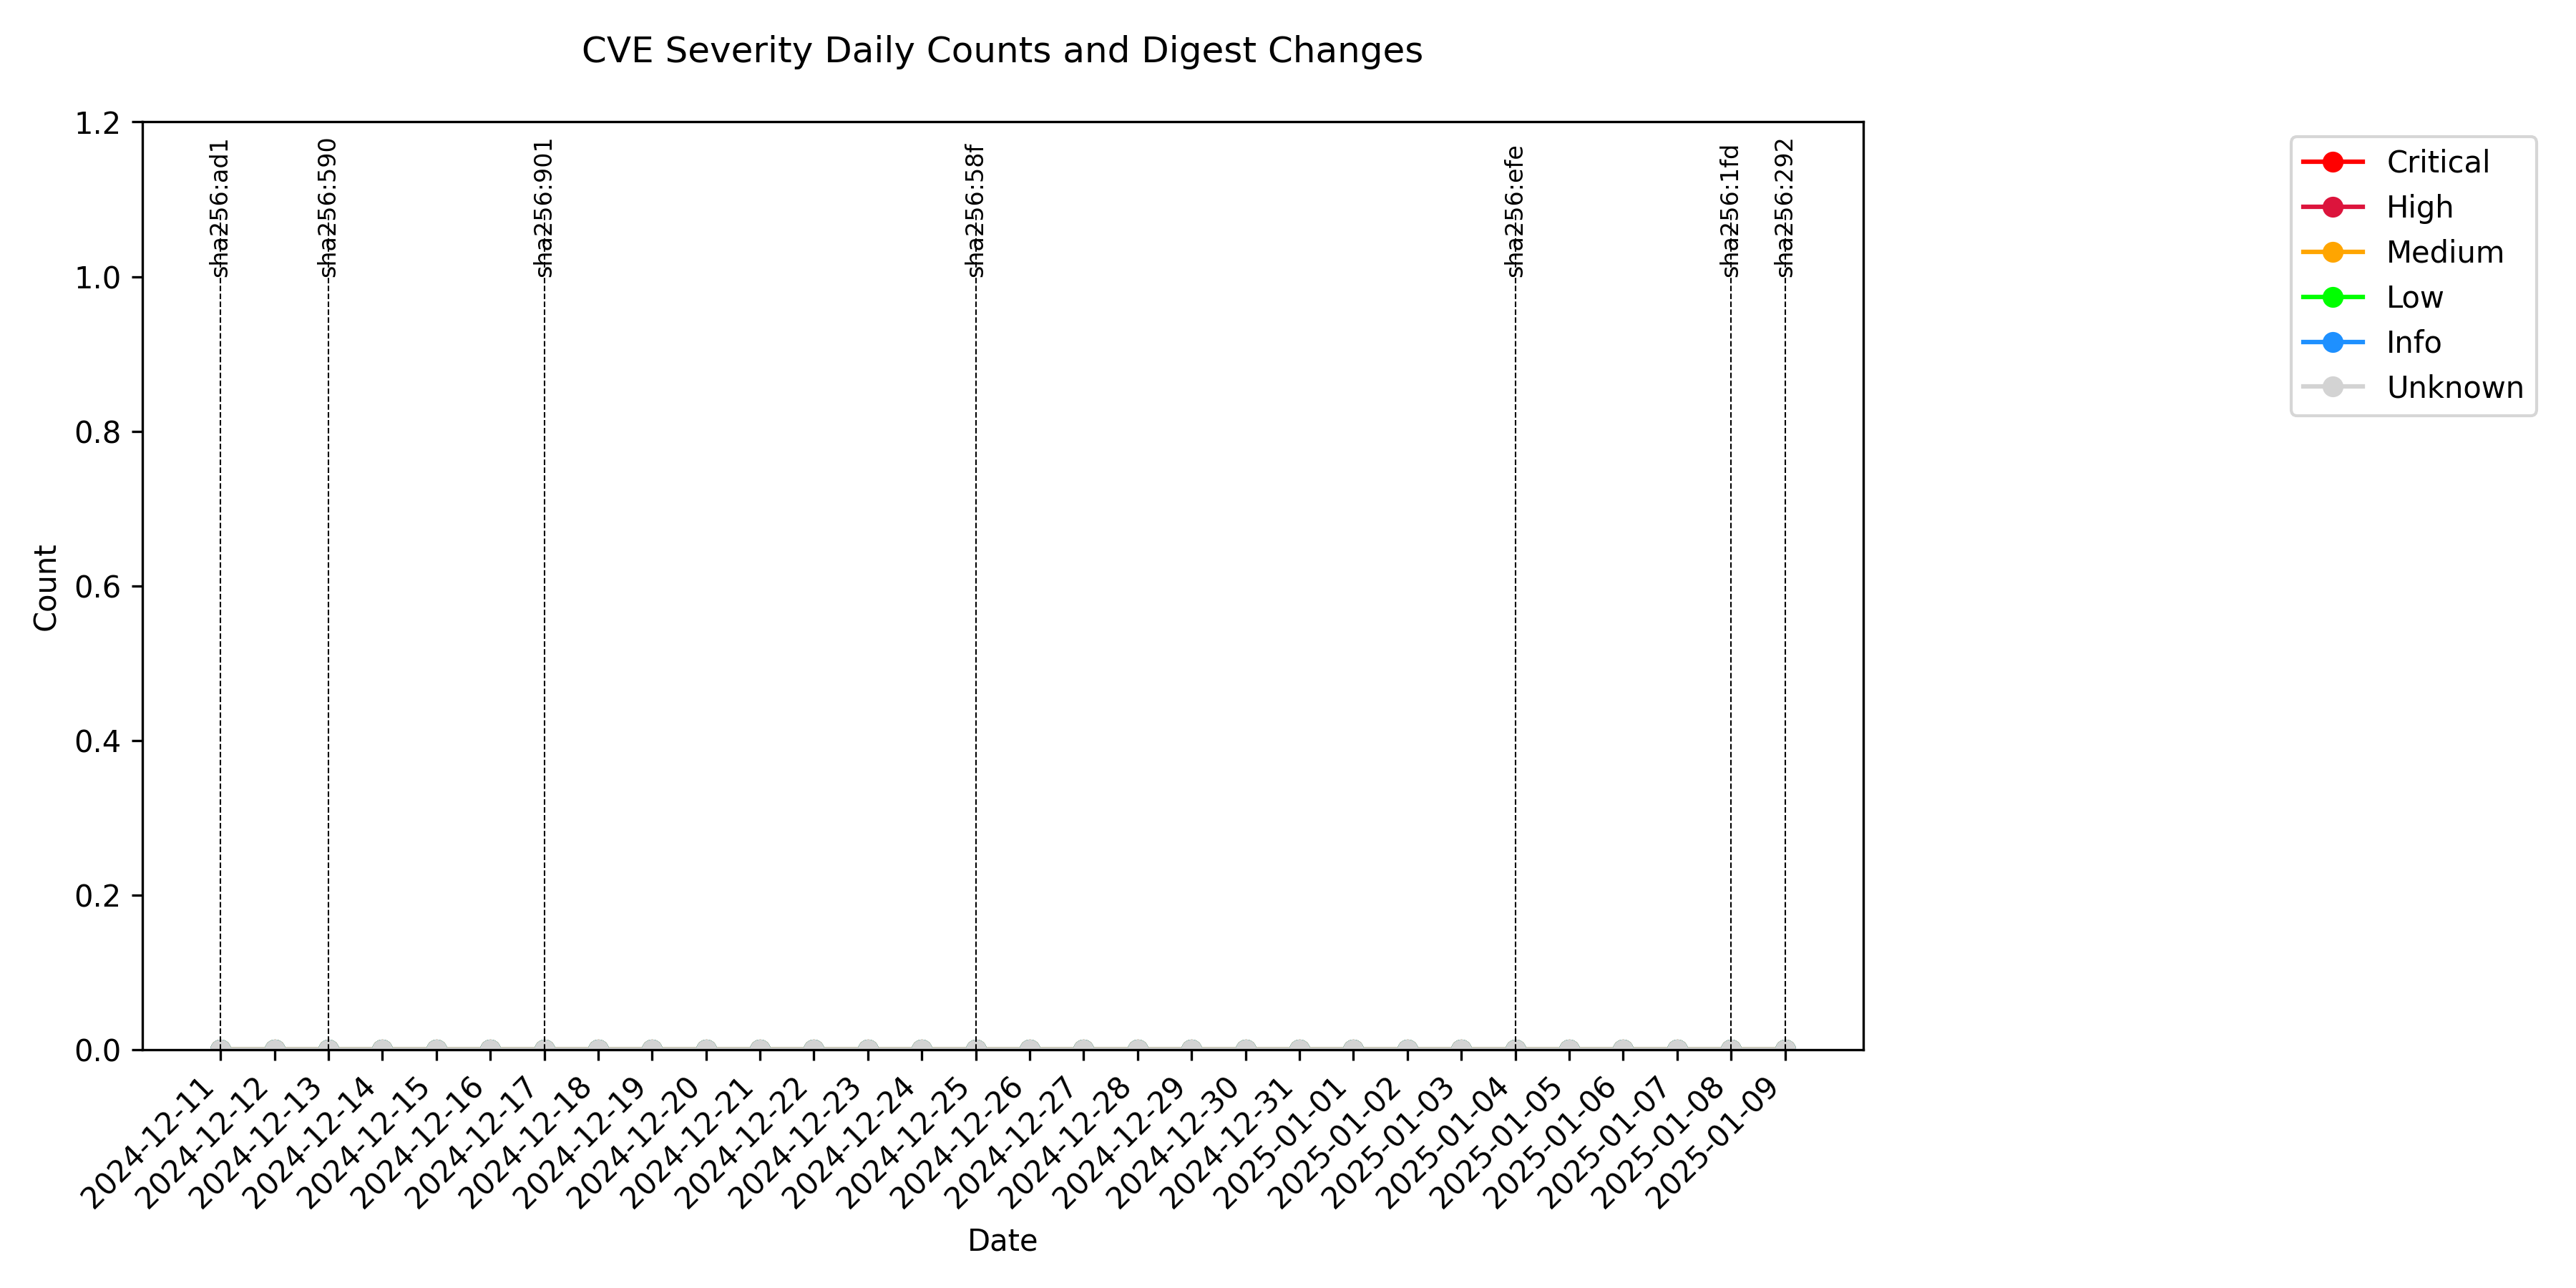 CVE Severity Daily Counts and Digest Changes
1.2
1.0
0.8
0.6
0.4
0.2
0.0
Count
sha256:ad1
sha256:590
sha256:901
sha256:58f
sha256:efe
sha256:1fd
sha256:292
2024-12-11
2024-12-12
2024-12-13
2024-12-14
2024-12-15
2024-12-16
2024-12-17
2024-12-18
2024-12-19
2024-12-20
2024-12-21
2024-12-22
2024-12-23
2024-12-24
2024-12-25
2024-12-26
2024-12-27
2024-12-28
2024-12-29
2024-12-30
2024-12-31
2025-01-01
2025-01-02
2025-01-03
2025-01-04
2025-01-05
2025-01-06
2025-01-07
2025-01-08
2025-01-09
Date
Critical
High
Medium
Low
Info
Unknown